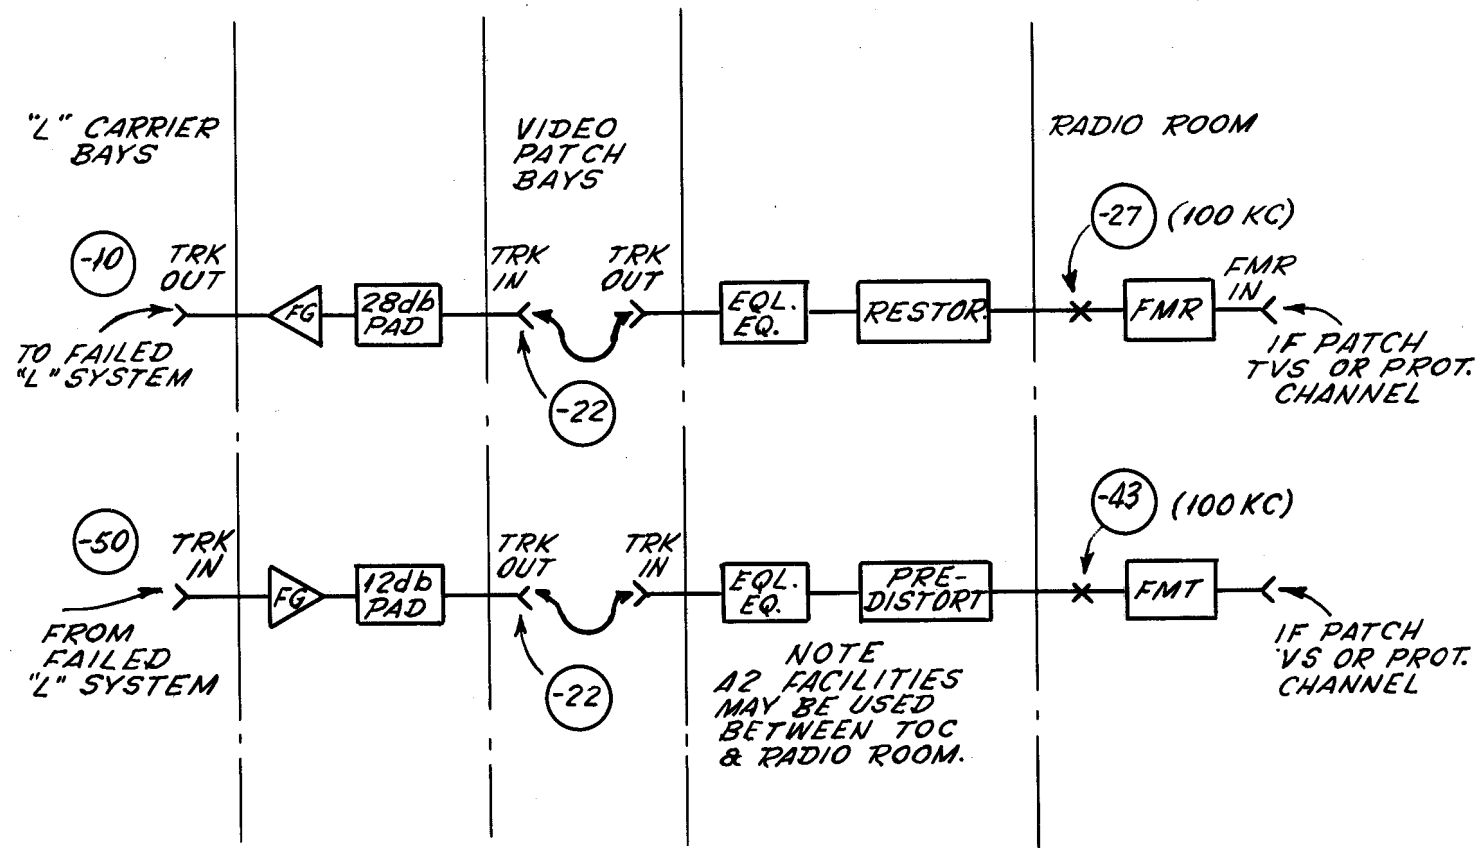 "L" CARRIER
BAYS
VIDEO
PATCH
BAYS
RADIO ROOM
-10
TRK
OUT
TO FAILED
"L" SYSTEM
FG
28db
PAD
TRK
IN
-22
TRK
OUT
EQL.
EQ.
RESTOR.
-27 (100 KC)
FMR
FMR
IN
IF PATCH
TVS OR PROT.
CHANNEL
-50
TRK
IN
FROM
FAILED
"L" SYSTEM
FG
12db
PAD
TRK
OUT
-22
TRK
IN
EQL.
EQ.
PRE-
DISTORT
-43 (100 KC)
FMT
IF PATCH
VS OR PROT.
CHANNEL
NOTE
A2 FACILITIES
MAY BE USED
BETWEEN TOC
& RADIO ROOM.